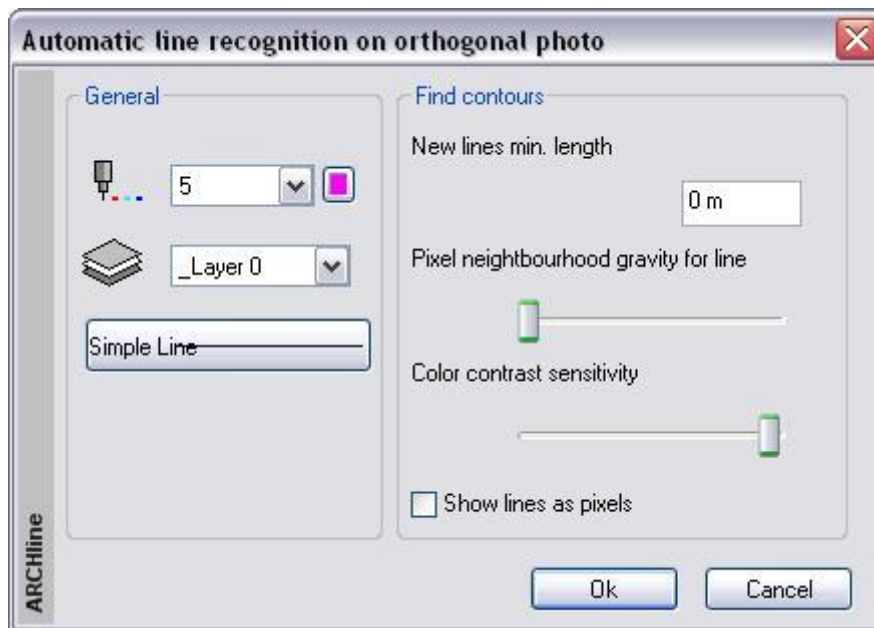 Automatic line recognition on orthogonal photo
General
5
_Layer 0
Simple Line
Find contours
New lines min. length
0 m
Pixel neightbourhood gravity for line
Color contrast sensitivity
Show lines as pixels
ARCHline
Ok
Cancel